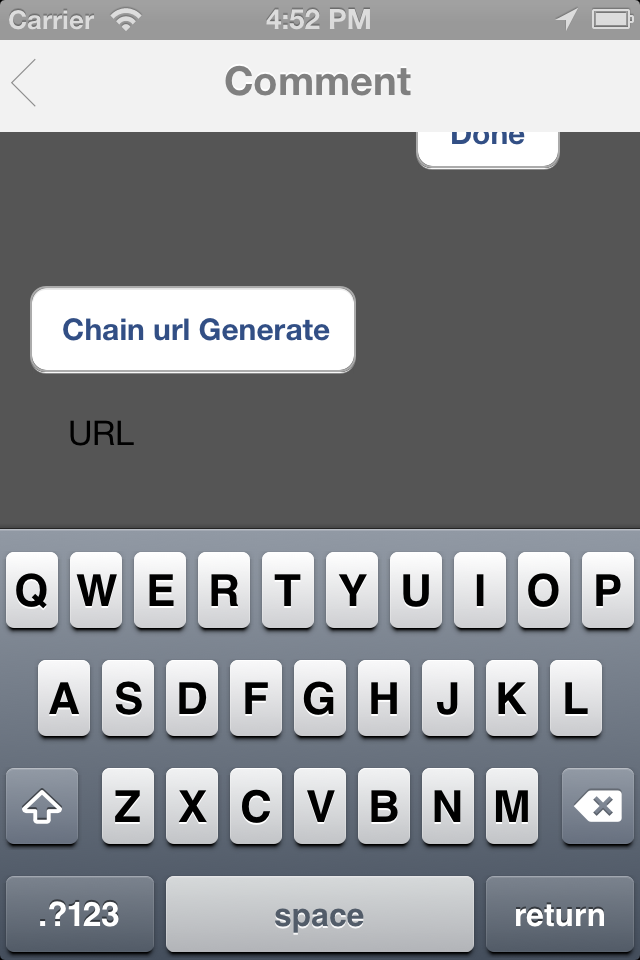 Carrier 4:52 PM
Comment
Done
Chain url Generate
URL
Q W E R T Y U I O P
A S D F G H J K L
Z X C V B N M
.?123 space return